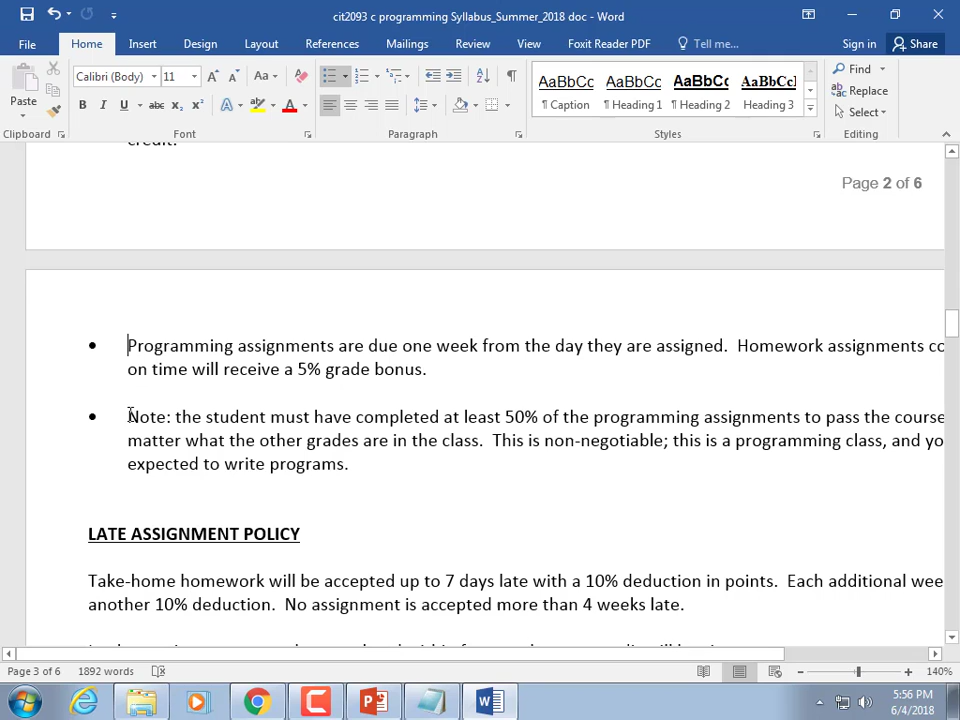 cit2093 c programming Syllabus_Summer_2018 doc - Word
File Home Insert Design Layout References Mailings Review View Foxit Reader PDF Tell me... Sign in Share
Calibri (Body) 11 Aa
AaBbCc AaBbCc AaBbCc AaBbCcI
Find
Replace
Select
Paste
B I U abc x₂ x² A A
¶ Caption ¶ Heading 1 ¶ Heading 2 Heading 3
Clipboard Font Paragraph Styles Editing
credit.
Page 2 of 6
• Programming assignments are due one week from the day they are assigned. Homework assignments co
on time will receive a 5% grade bonus.
• Note: the student must have completed at least 50% of the programming assignments to pass the course
matter what the other grades are in the class. This is non-negotiable; this is a programming class, and yo
expected to write programs.
LATE ASSIGNMENT POLICY
Take-home homework will be accepted up to 7 days late with a 10% deduction in points. Each additional wee
another 10% deduction. No assignment is accepted more than 4 weeks late.
Page 3 of 6 1892 words 140%
5:56 PM
6/4/2018